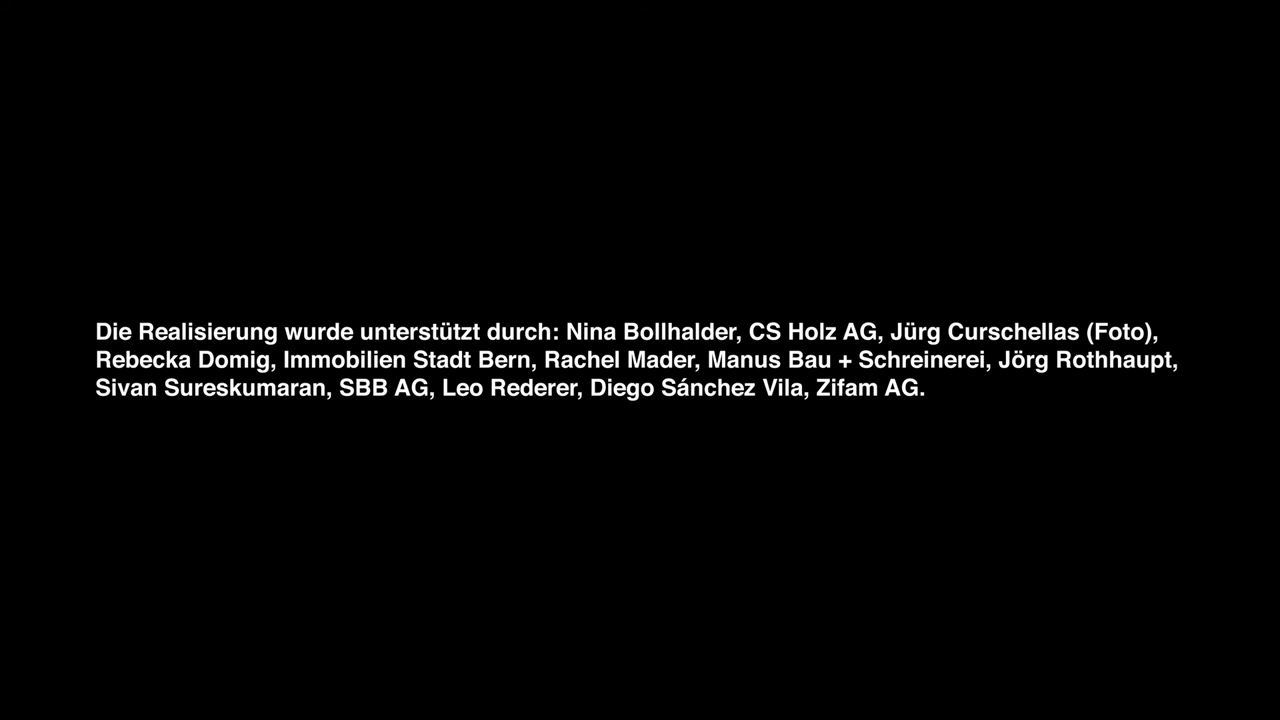 Die Realisierung wurde unterstützt durch: Nina Bollhalder, CS Holz AG, Jürg Curschellas (Foto),
Rebecka Domig, Immobilien Stadt Bern, Rachel Mader, Manus Bau + Schreinerei, Jörg Rothhaupt,
Sivan Sureskumaran, SBB AG, Leo Rederer, Diego Sánchez Vila, Zifam AG.